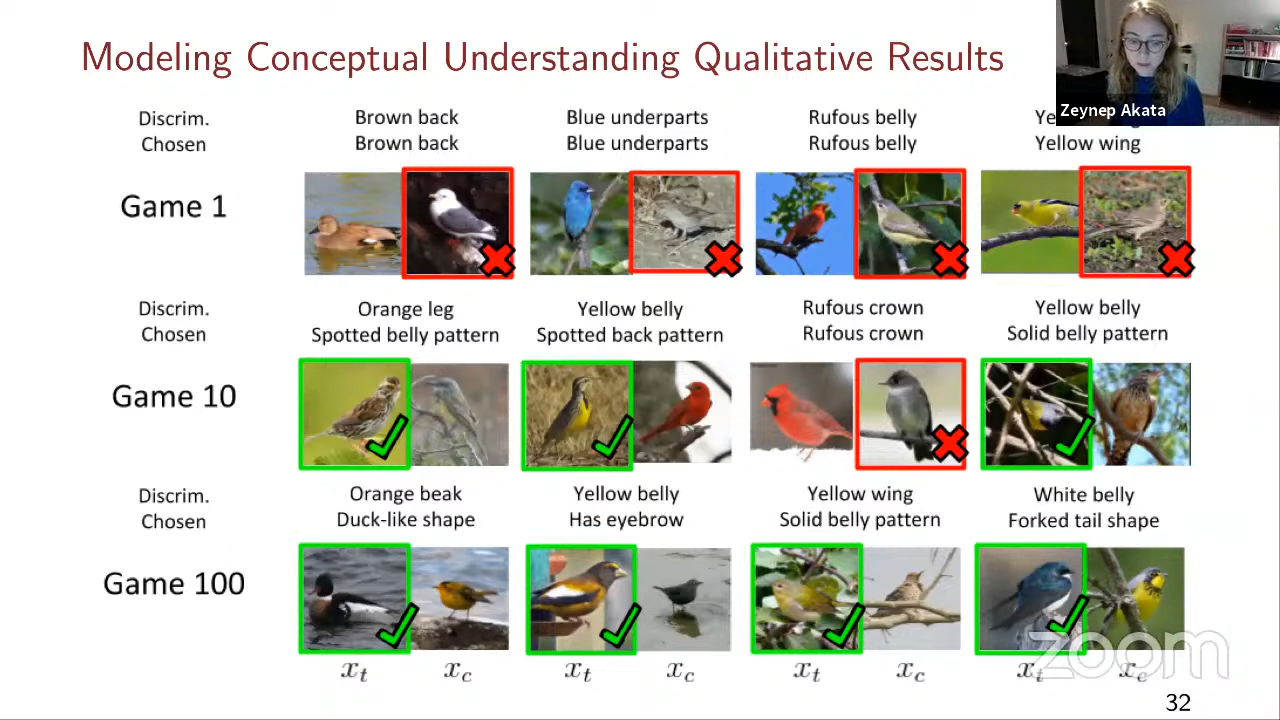 Modeling Conceptual Understanding Qualitative Results
Zeynep Akata
Discrim. Brown back Blue underparts Rufous belly
Chosen Brown back Blue underparts Rufous belly Yellow wing
Game 1
Discrim. Orange leg Yellow belly Rufous crown Yellow belly
Chosen Spotted belly pattern Spotted back pattern Rufous crown Solid belly pattern
Game 10
Discrim. Orange beak Yellow belly Yellow wing White belly
Chosen Duck-like shape Has eyebrow Solid belly pattern Forked tail shape
Game 100
zoom
x_t x_c x_t x_c x_t x_c x_t x_c
32